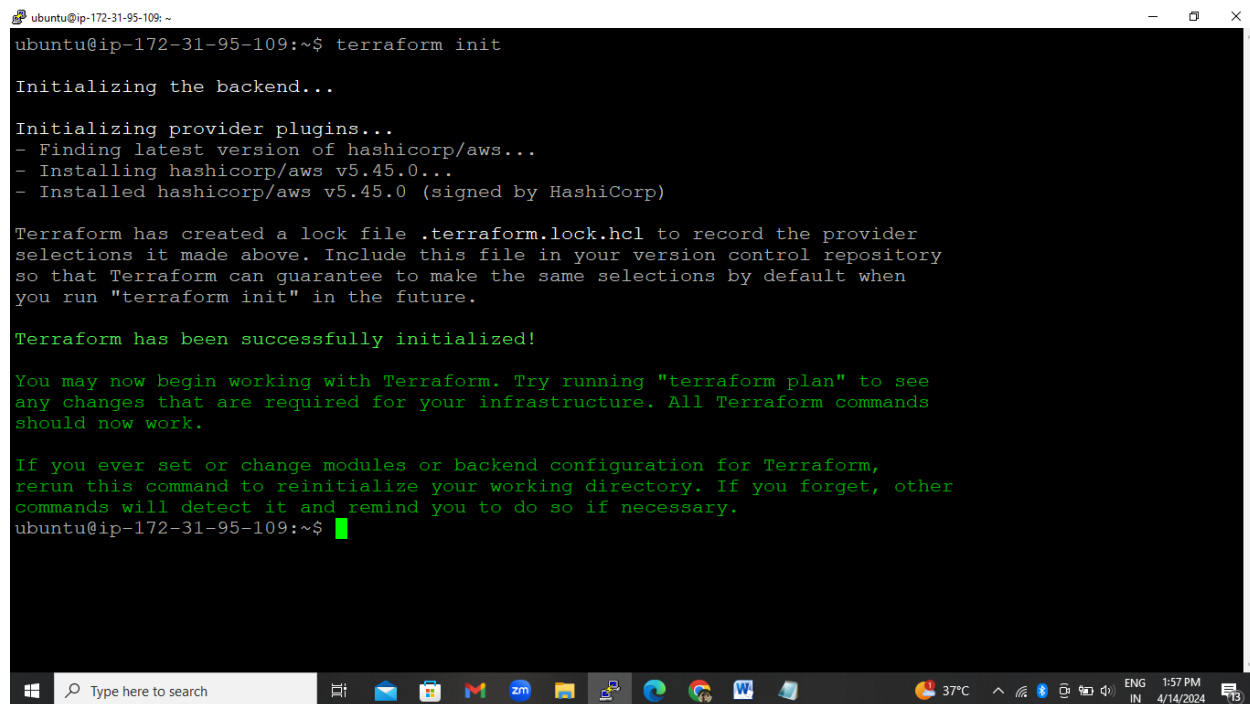 ubuntu@ip-172-31-95-109: ~
ubuntu@ip-172-31-95-109:~$ terraform init
Initializing the backend...
Initializing provider plugins...
- Finding latest version of hashicorp/aws...
- Installing hashicorp/aws v5.45.0...
- Installed hashicorp/aws v5.45.0 (signed by HashiCorp)
Terraform has created a lock file .terraform.lock.hcl to record the provider
selections it made above. Include this file in your version control repository
so that Terraform can guarantee to make the same selections by default when
you run "terraform init" in the future.
Terraform has been successfully initialized!
You may now begin working with Terraform. Try running "terraform plan" to see
any changes that are required for your infrastructure. All Terraform commands
should now work.
If you ever set or change modules or backend configuration for Terraform,
rerun this command to reinitialize your working directory. If you forget, other
commands will detect it and remind you to do so if necessary.
ubuntu@ip-172-31-95-109:~$
Type here to search
zm
W
1
37°C
ENG
IN
1:57 PM
4/14/2024
13